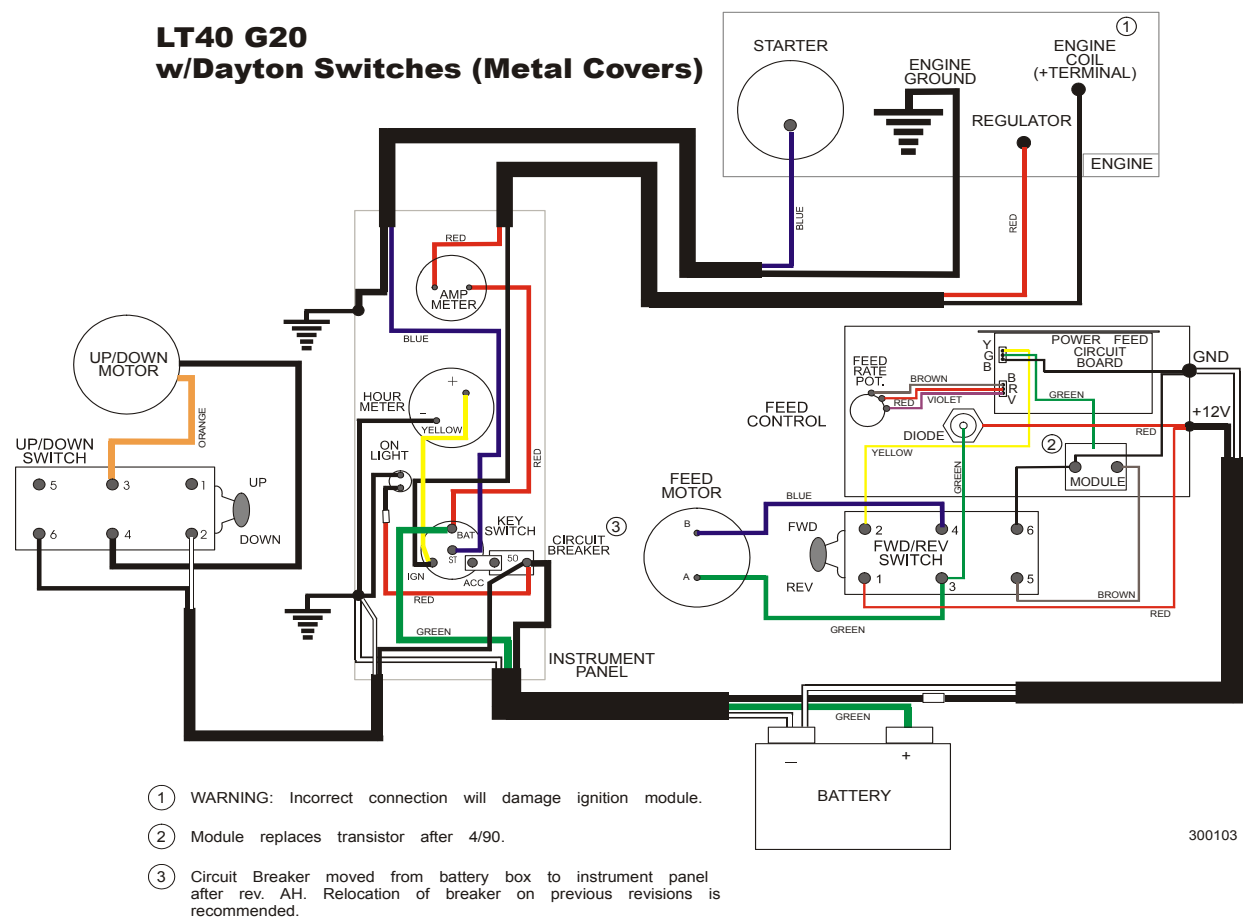 LT40 G20
w/Dayton Switches (Metal Covers)
1
STARTER
ENGINE
GROUND
ENGINE
COIL
(+TERMINAL)
REGULATOR
ENGINE
BLUE
RED
RED
AMP
METER
BLUE
HOUR
METER
+
-
YELLOW
ON
LIGHT
RED
KEY
SWITCH
BAT
ST
IGN
ACC
50
3
CIRCUIT
BREAKER
RED
GREEN
INSTRUMENT
PANEL
UP/DOWN
MOTOR
ORANGE
UP/DOWN
SWITCH
5
3
1
6
4
2
UP
DOWN
POWER FEED
CIRCUIT
BOARD
Y
G
B
B
R
V
GND
FEED
RATE
POT.
BROWN
RED
VIOLET
GREEN
+12V
FEED
CONTROL
DIODE
RED
YELLOW
GREEN
2
MODULE
FEED
MOTOR
B
A
BLUE
GREEN
FWD
REV
2
4
6
FWD/REV
SWITCH
1
3
5
BROWN
RED
GREEN
—
+
BATTERY
1 WARNING: Incorrect connection will damage ignition module.
2 Module replaces transistor after 4/90.
3 Circuit Breaker moved from battery box to instrument panel
after rev. AH. Relocation of breaker on previous revisions is
recommended.
300103